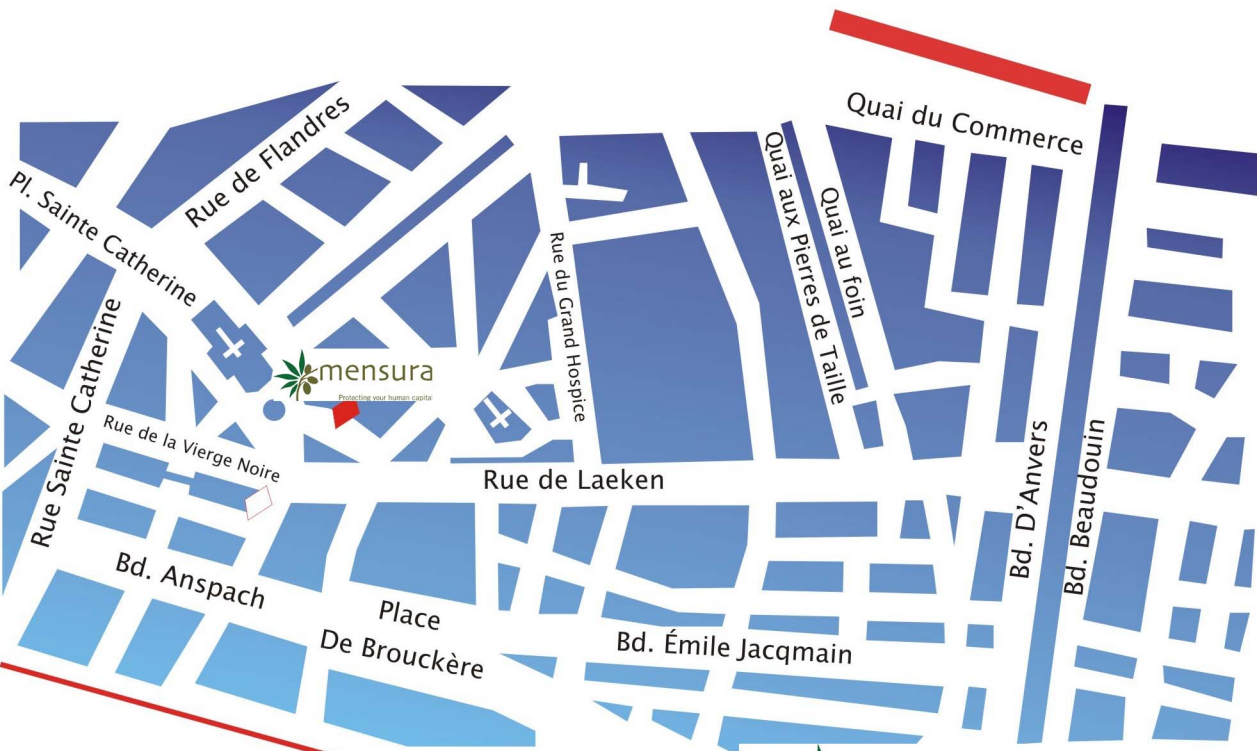 Quai du Commerce
Rue de Flandres
Pl. Sainte Catherine
Quai aux Pierres de Taille
Quai au foin
Rue du Grand Hospice
mensura
Protecting your human capital
Rue Sainte Catherine
Rue de la Vierge Noire
Rue de Laeken
Bd. D'Anvers
Bd. Beaudouin
Bd. Anspach
Place
De Brouckère
Bd. Émile Jacqmain